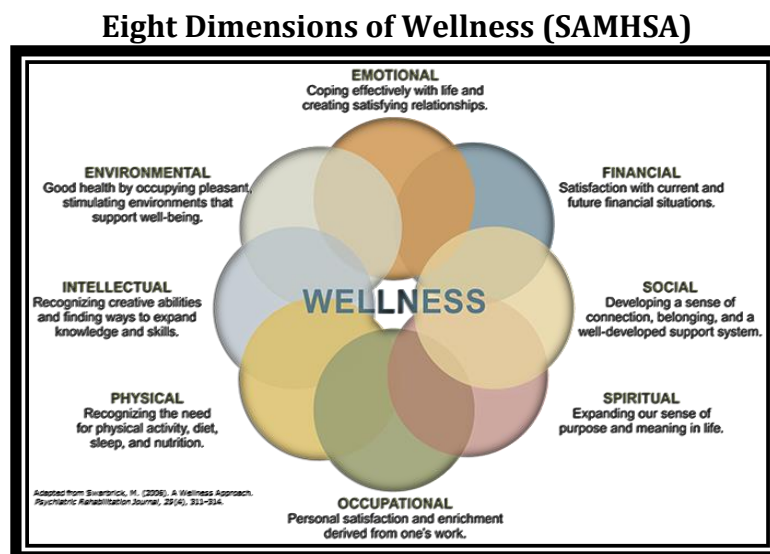 Eight Dimensions of Wellness (SAMHSA)
EMOTIONAL
Coping effectively with life and
creating satisfying relationships.
ENVIRONMENTAL
Good health by occupying pleasant,
stimulating environments that
support well-being.
FINANCIAL
Satisfaction with current and
future financial situations.
INTELLECTUAL
Recognizing creative abilities
and finding ways to expand
knowledge and skills.
WELLNESS
SOCIAL
Developing a sense of
connection, belonging, and a
well-developed support system.
PHYSICAL
Recognizing the need
for physical activity, diet,
sleep, and nutrition.
SPIRITUAL
Expanding our sense of
purpose and meaning in life.
OCCUPATIONAL
Personal satisfaction and enrichment
derived from one's work.
Adapted from Swarbrick, M. (2006). A Wellness Approach.
Psychiatric Rehabilitation Journal, 29(4), 311–314.